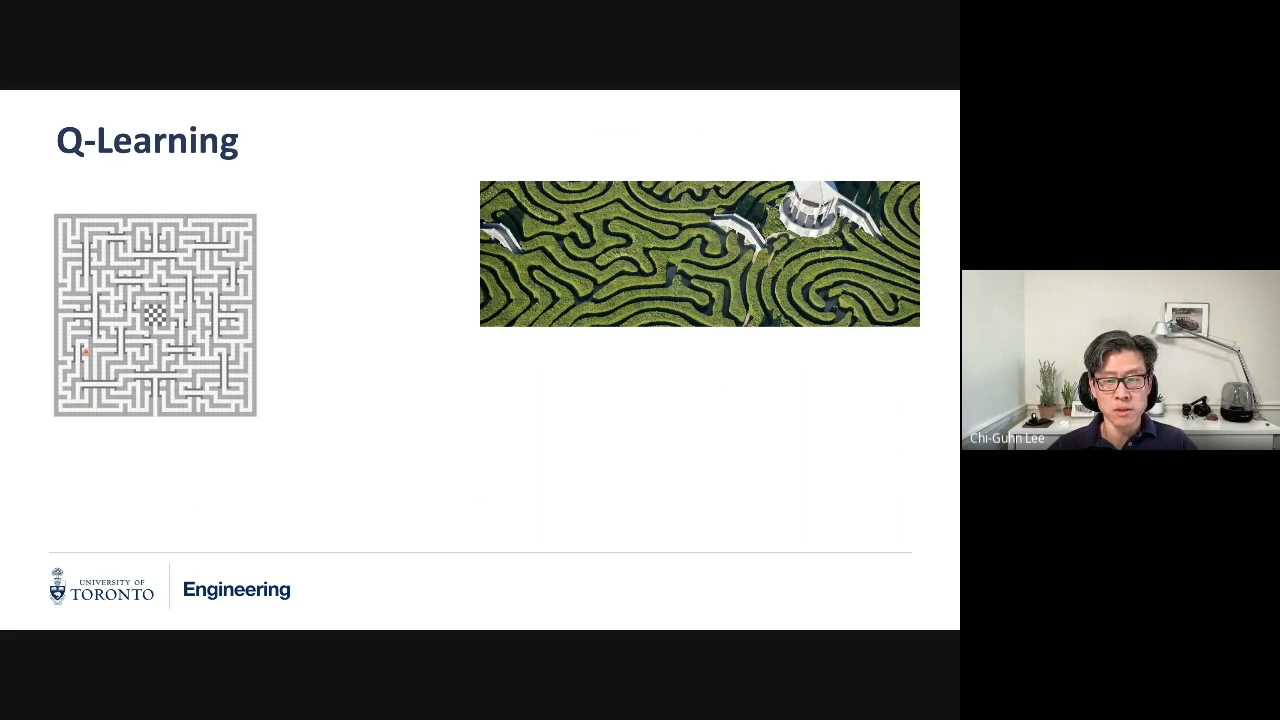 Q-Learning
UNIVERSITY OF
TORONTO
Engineering
Chi-Guhn Lee